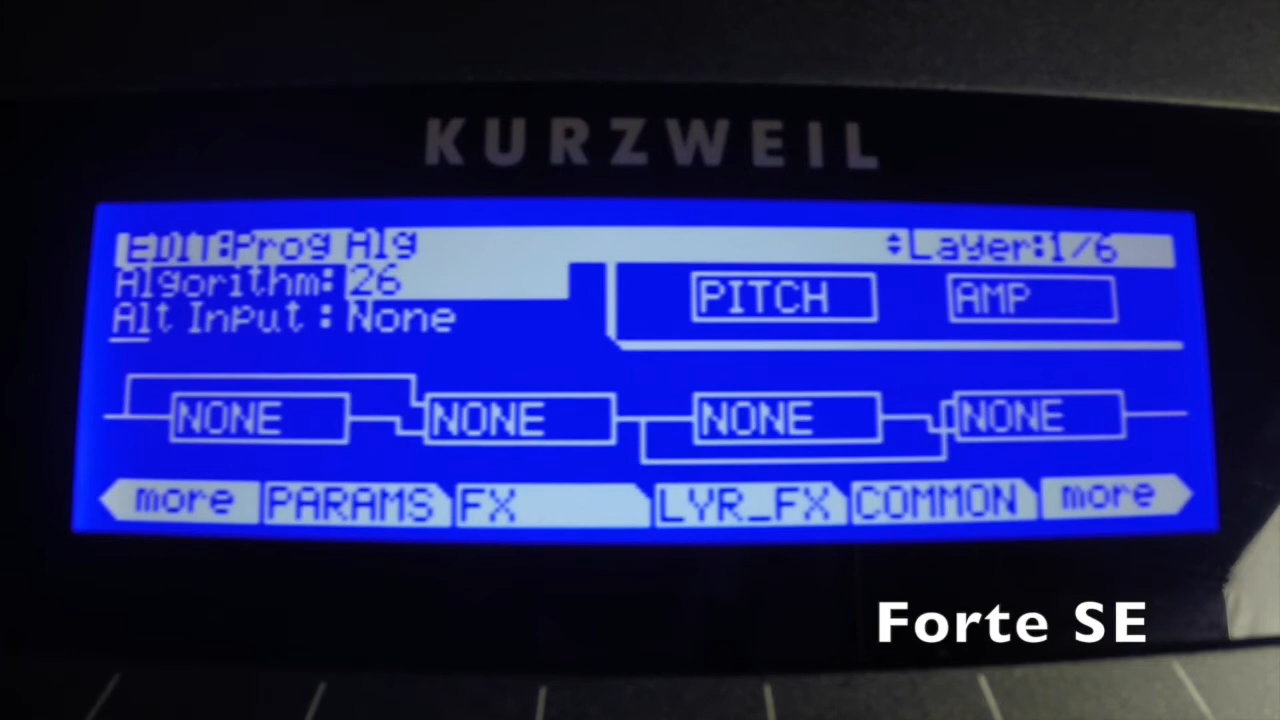 KURZWEIL
EDIT:Prog Alg Layer:1/6
Algorithm:26 PITCH AMP
Alt Input:None
NONE NONE NONE NONE
more PARAMS FX LYR_FX COMMON more
Forte SE